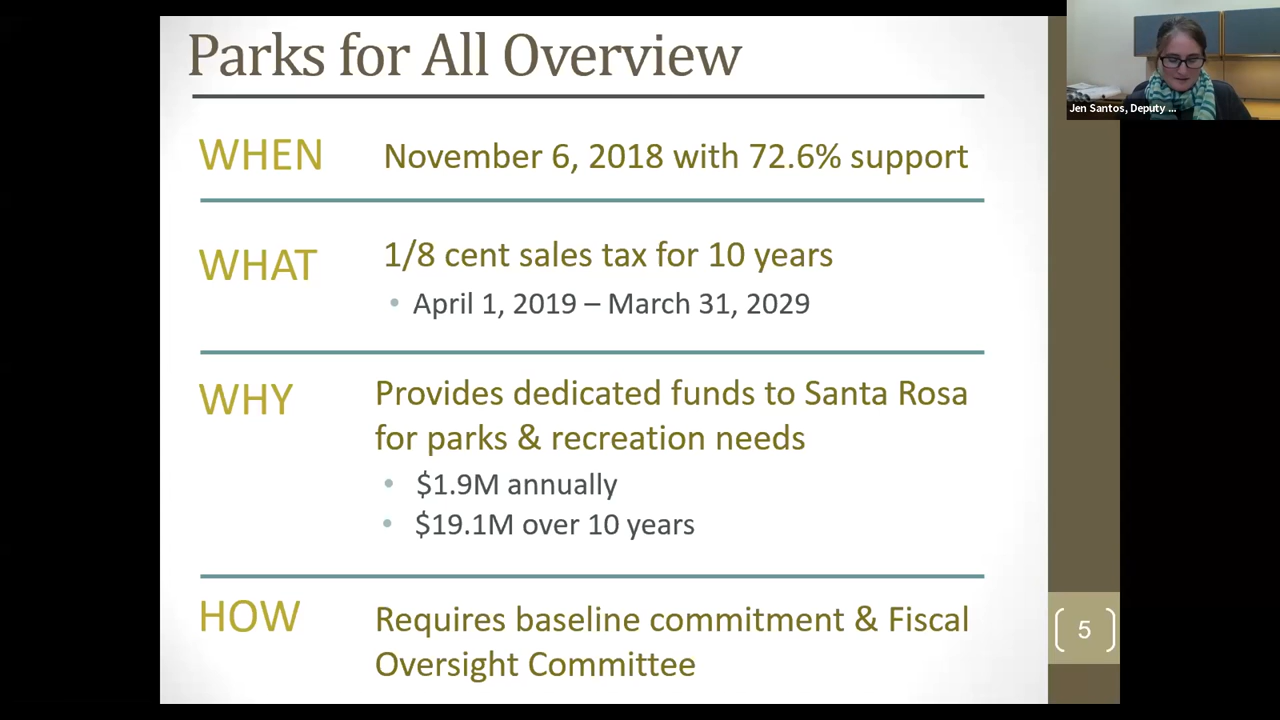 Parks for All Overview
WHEN
November 6, 2018 with 72.6% support
WHAT
1/8 cent sales tax for 10 years
• April 1, 2019 – March 31, 2029
WHY
Provides dedicated funds to Santa Rosa
for parks & recreation needs
• $1.9M annually
• $19.1M over 10 years
HOW
Requires baseline commitment & Fiscal
Oversight Committee
5
Jen Santos, Deputy ...